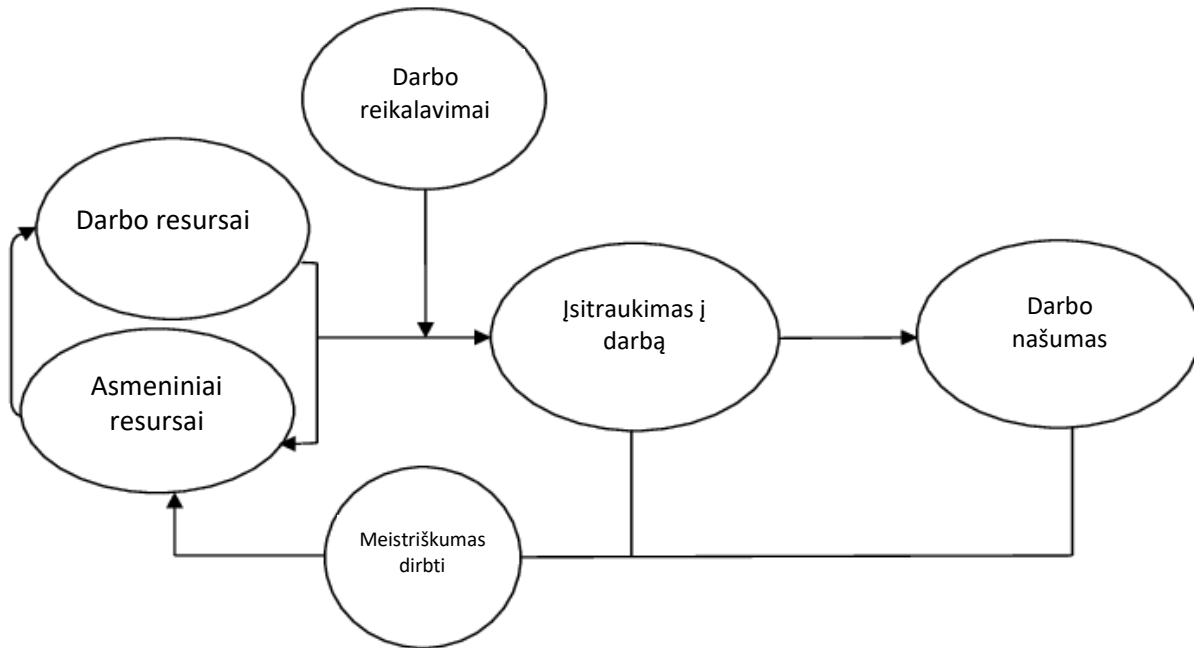 Darbo
reikalavimai
Darbo resursai
Asmeniniai
resursai
Įsitraukimas į
darbą
Darbo
našumas
Meistriškumas
dirbti